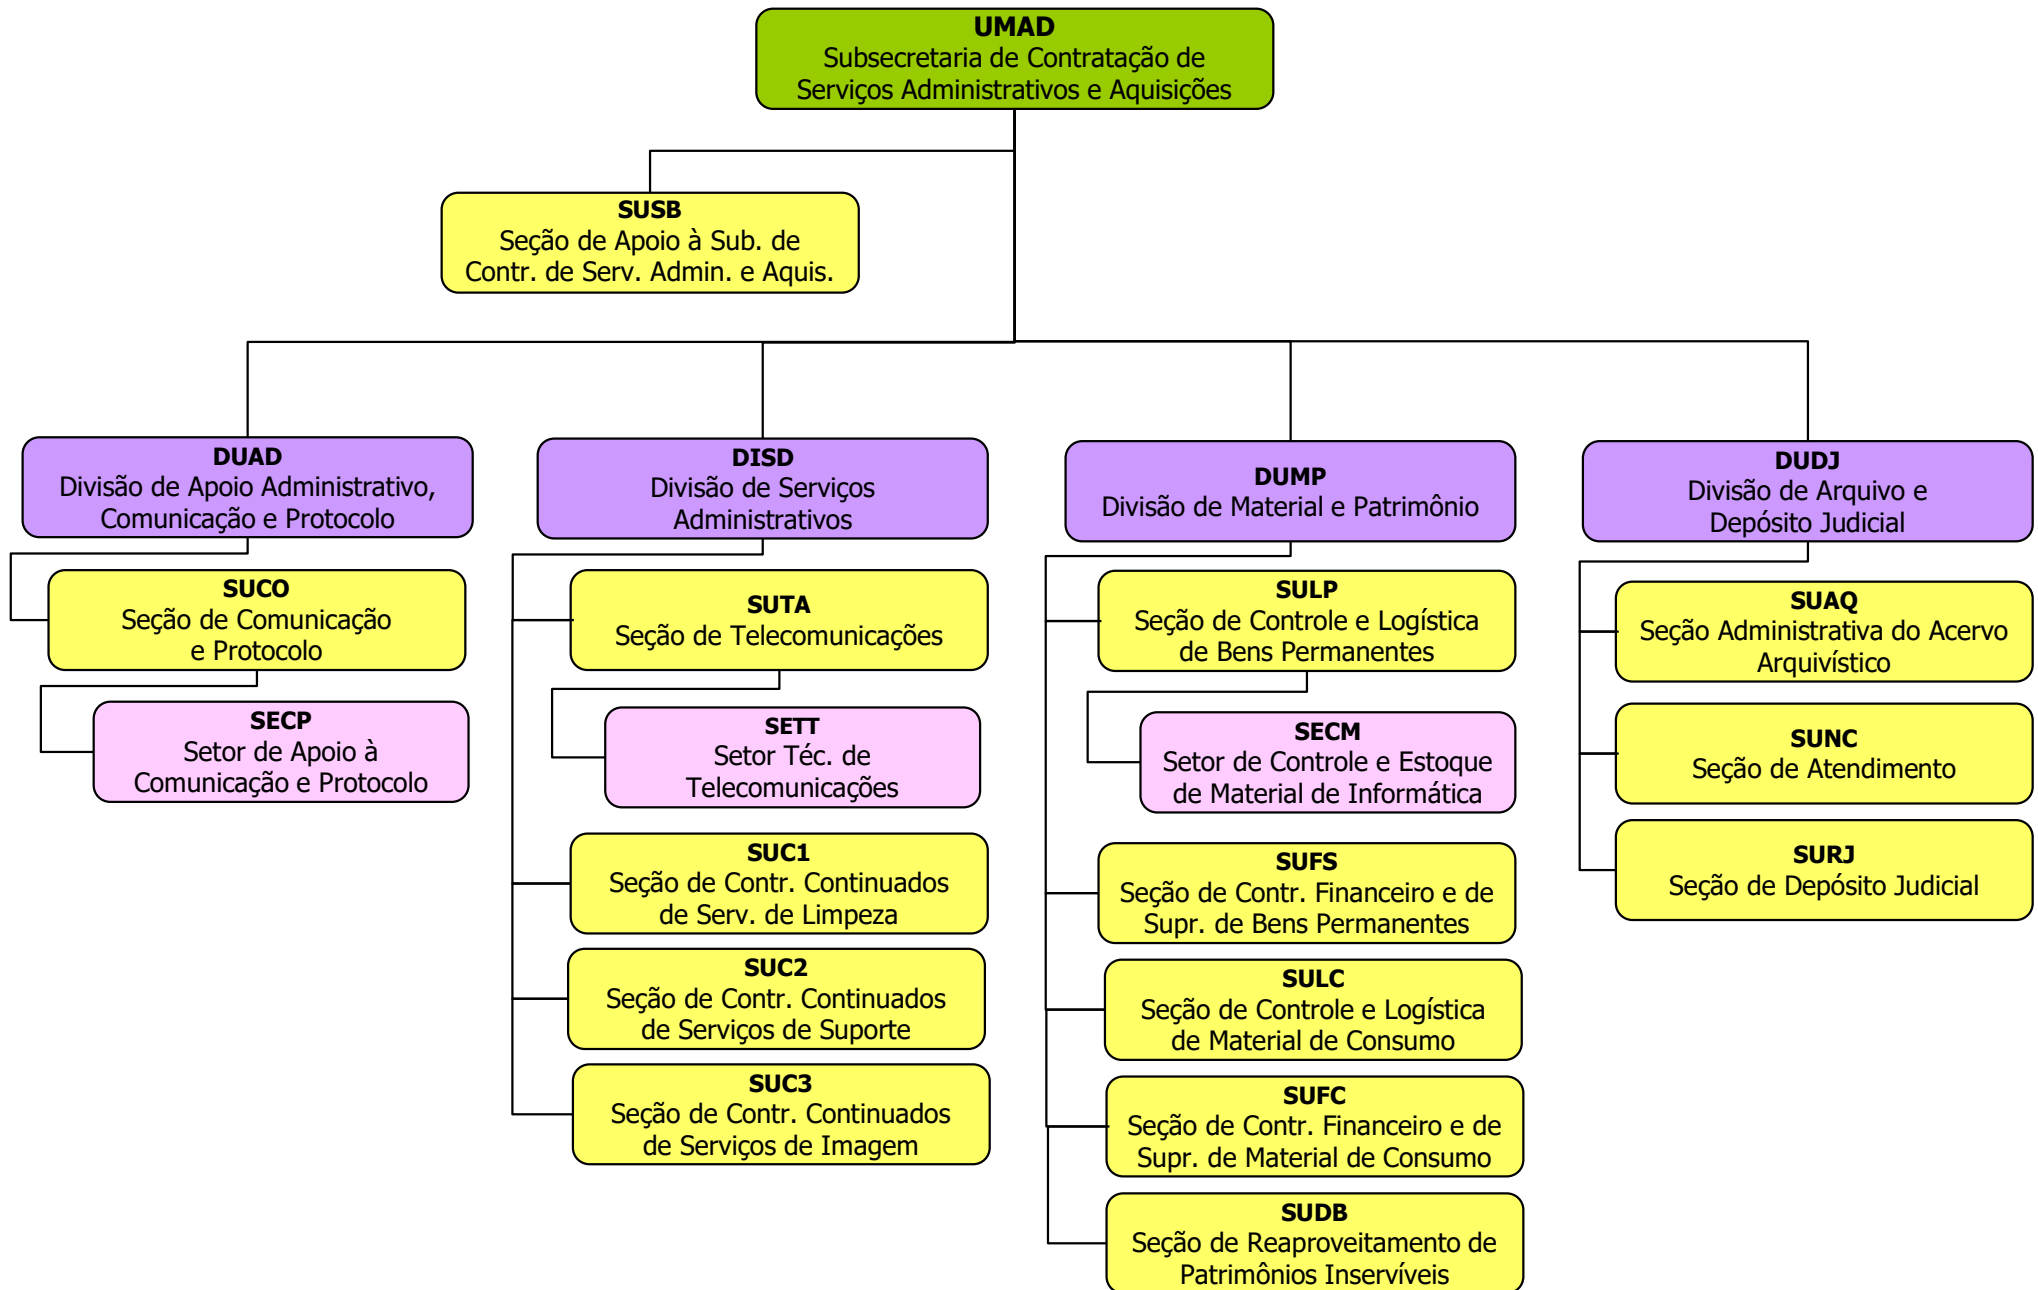 UMAD
Subsecretaria de Contratação de
Serviços Administrativos e Aquisições
SUSB
Seção de Apoio à Sub. de
Contr. de Serv. Admin. e Aquis.
DUAD
Divisão de Apoio Administrativo,
Comunicação e Protocolo
SUCO
Seção de Comunicação
e Protocolo
SECP
Setor de Apoio à
Comunicação e Protocolo
DISD
Divisão de Serviços
Administrativos
SUTA
Seção de Telecomunicações
SETT
Setor Téc. de
Telecomunicações
SUC1
Seção de Contr. Continuados
de Serv. de Limpeza
SUC2
Seção de Contr. Continuados
de Serviços de Suporte
SUC3
Seção de Contr. Continuados
de Serviços de Imagem
DUMP
Divisão de Material e Patrimônio
SULP
Seção de Controle e Logística
de Bens Permanentes
SECM
Setor de Controle e Estoque
de Material de Informática
SUFS
Seção de Contr. Financeiro e de
Supr. de Bens Permanentes
SULC
Seção de Controle e Logística
de Material de Consumo
SUFC
Seção de Contr. Financeiro e de
Supr. de Material de Consumo
SUDB
Seção de Reaproveitamento de
Patrimônios Inservíveis
DUDJ
Divisão de Arquivo e
Depósito Judicial
SUAQ
Seção Administrativa do Acervo
Arquivístico
SUNC
Seção de Atendimento
SURJ
Seção de Depósito Judicial